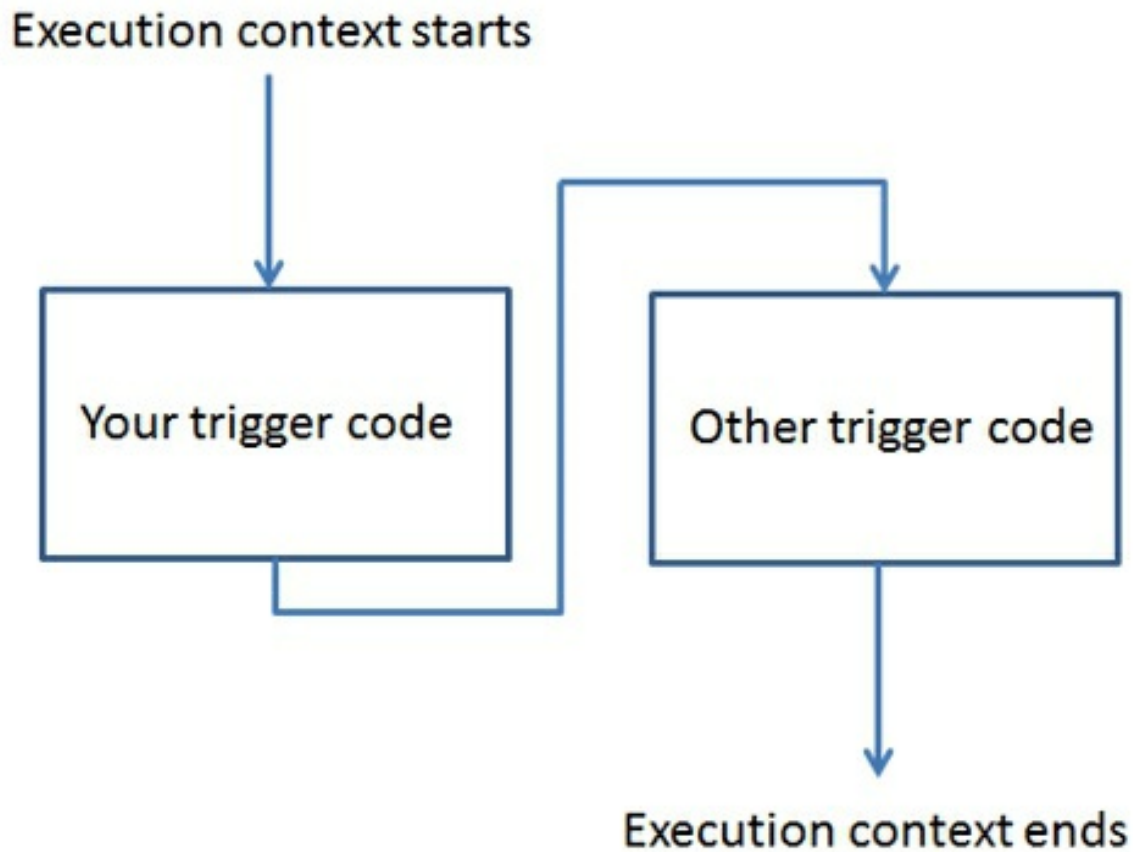 Execution context starts
Your trigger code
Other trigger code
Execution context ends